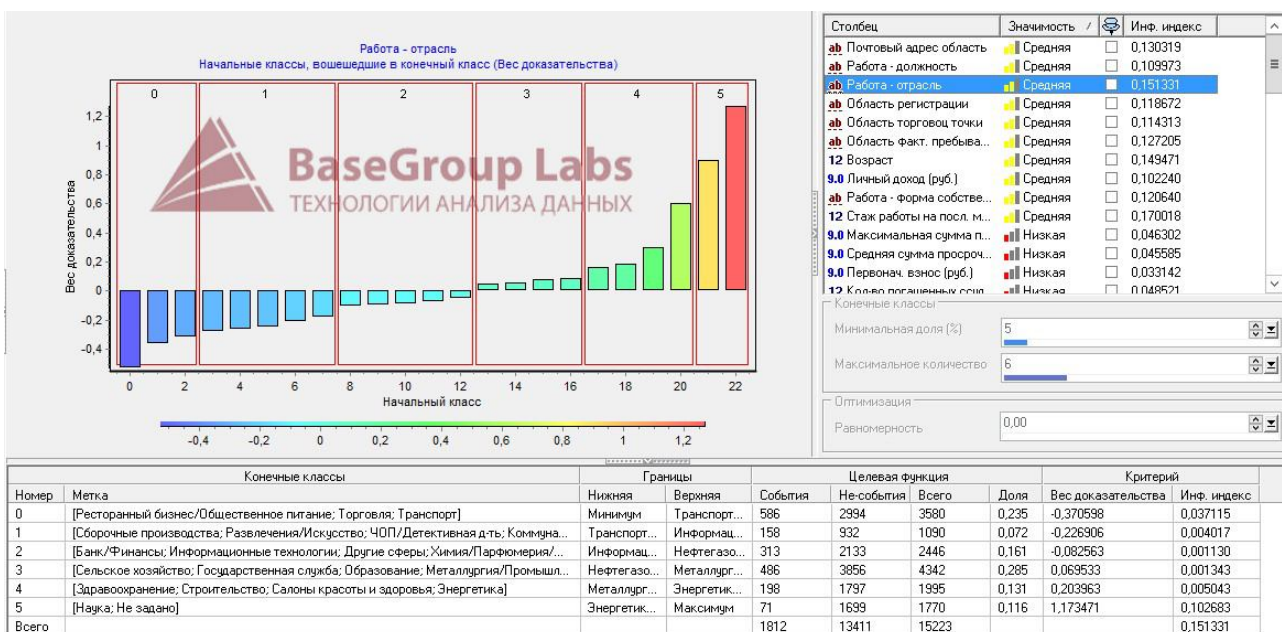 Работа - отрасль
Начальные классы, вошешедшие в конечный класс (Вес доказательства)
0 1 2 3 4 5
BaseGroup Labs
ТЕХНОЛОГИИ АНАЛИЗА ДАННЫХ
Вес доказательства
1,2
1
0,8
0,6
0,4
0,2
0
-0,2
-0,4
0 2 4 6 8 10 12 14 16 18 20 22
Начальный класс
-0,4 -0,2 0 0,2 0,4 0,6 0,8 1 1,2
Столбец Значимость / Инф. индекс
ab Почтовый адрес область Средняя 0,130319
ab Работа - должность Средняя 0,109973
ab Работа - отрасль Средняя 0,151331
ab Область регистрации Средняя 0,118672
ab Область торговоц точки Средняя 0,114313
ab Область факт. пребыва... Средняя 0,127205
12 Возраст Средняя 0,149471
9.0 Личный доход (руб.) Средняя 0,102240
ab Работа - форма собстве... Средняя 0,120640
12 Стаж работы на посл. м... Средняя 0,170018
9.0 Максимальная сумма п... Низкая 0,046302
9.0 Средняя сумма просроч... Низкая 0,045585
9.0 Первонач. взнос (руб.) Низкая 0,033142
12 Кол-во погашенных ссуд Низкая 0,048521
Конечные классы
Минимальная доля (%) 5
Максимальное количество 6
Оптимизация
Равномерность 0,00
Конечные классы Границы Целевая функция Критерий
Номер Метка Нижняя Верхняя События Не-события Всего Доля Вес доказательства Инф. индекс
0 [Ресторанный бизнес/Общественное питание; Торговля; Транспорт] Минимум Транспорт... 586 2994 3580 0,235 -0,370598 0,037115
1 [Сборочные производства; Развлечения/Искусство; ЧОП/Детективная д-ть; Коммуна... Транспорт... Информац... 158 932 1090 0,072 -0,226906 0,004017
2 [Банк/Финансы; Информационные технологии; Другие сферы; Химия/Парфюмерия/... Информац... Нефтегазо... 313 2133 2446 0,161 -0,082563 0,001130
3 [Сельское хозяйство; Государственная служба; Образование; Металлургия/Промышл... Нефтегазо... Металлург... 486 3856 4342 0,285 0,069533 0,001343
4 [Здравоохранение; Строительство; Салоны красоты и здоровья; Энергетика] Металлург... Энергетик... 198 1797 1995 0,131 0,203963 0,005043
5 [Наука; Не задано] Энергетик... Максимум 71 1699 1770 0,116 1,173471 0,102683
Всего 1812 13411 15223 0,151331